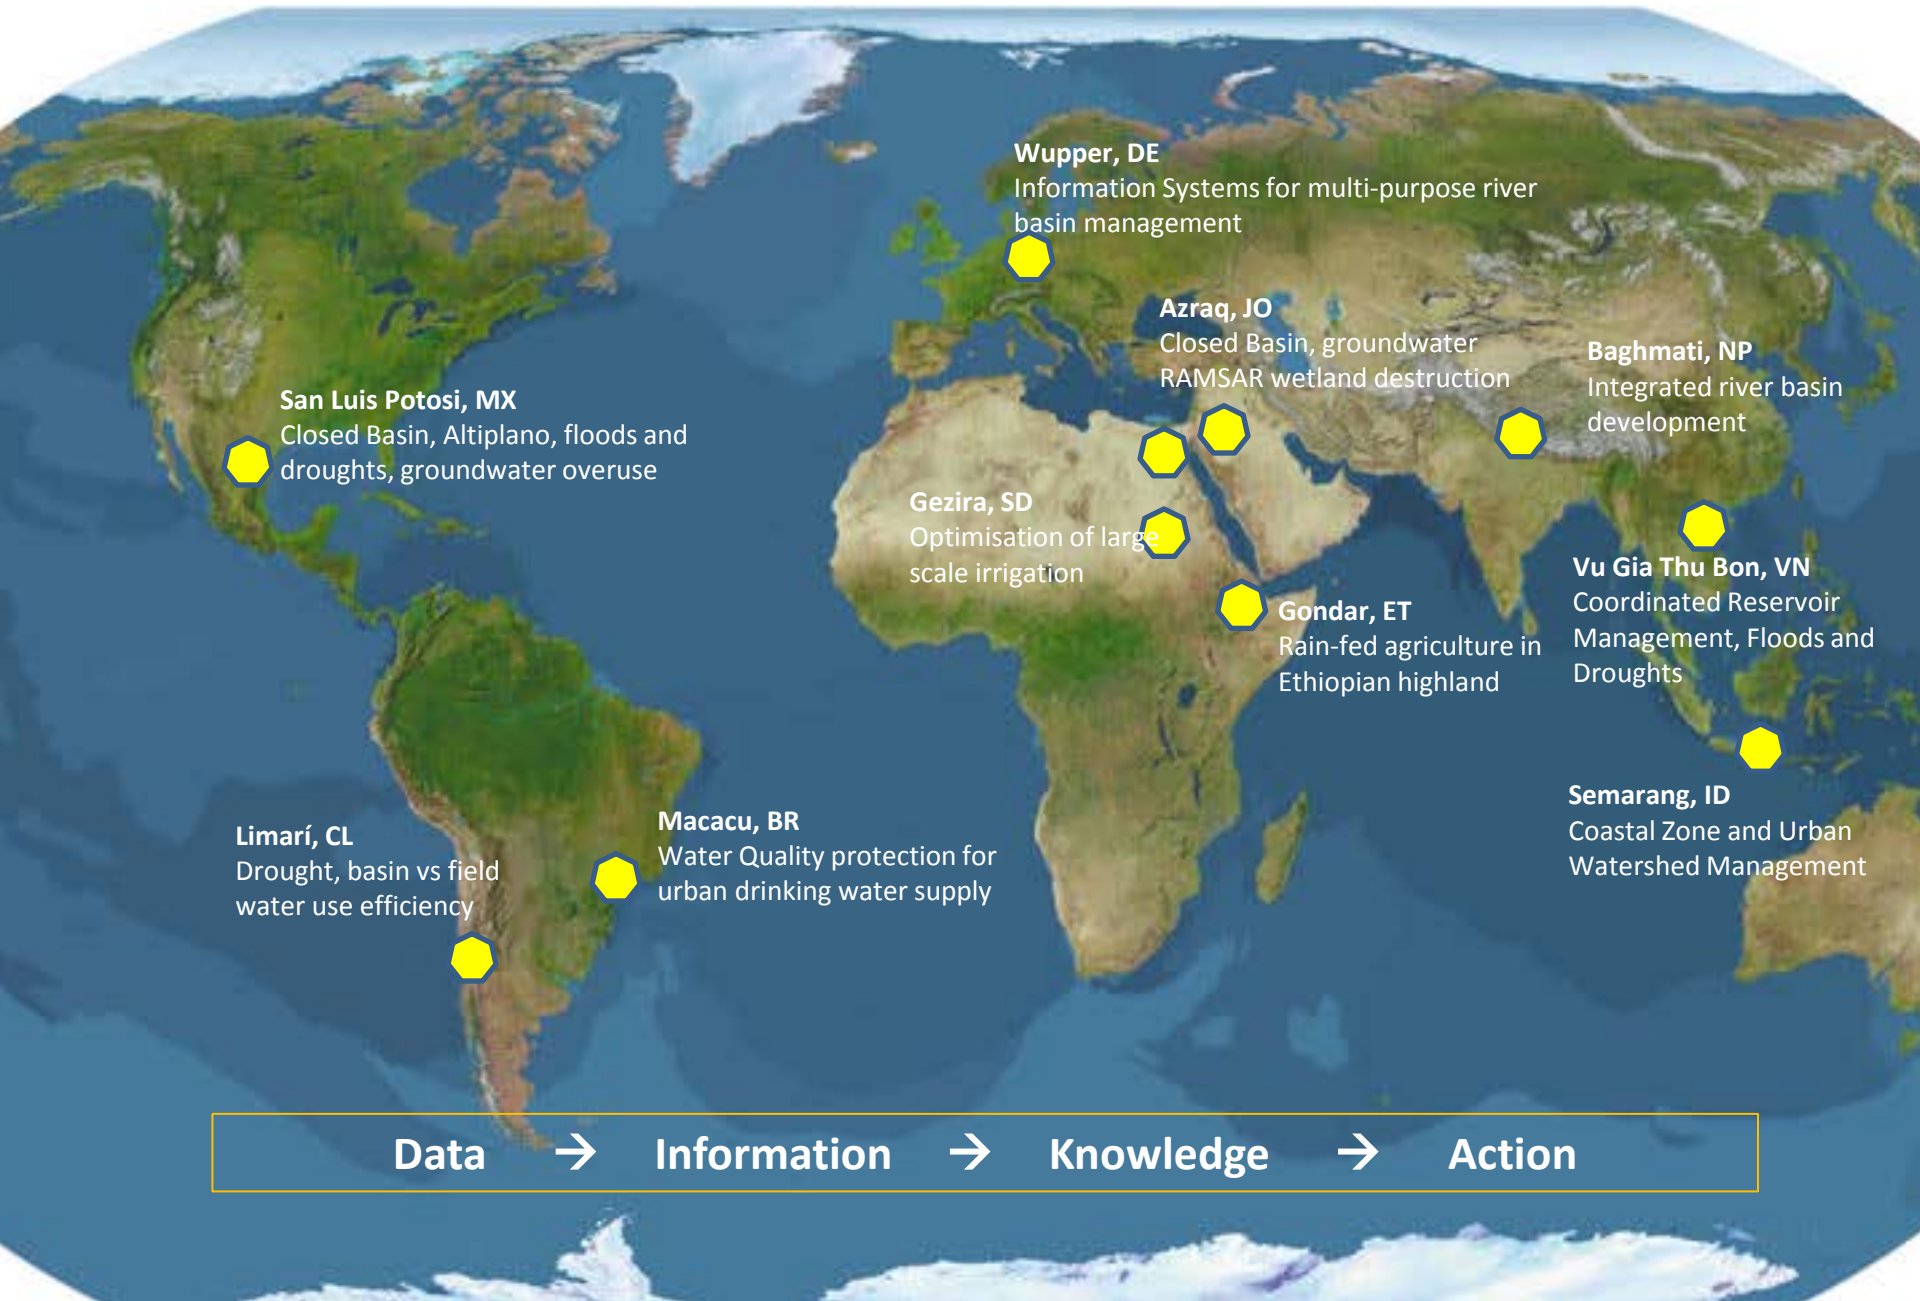 Wupper, DE
Information Systems for multi-purpose river
basin management
Azraq, JO
Closed Basin, groundwater
RAMSAR wetland destruction
Baghmati, NP
Integrated river basin
development
San Luis Potosi, MX
Closed Basin, Altiplano, floods and
droughts, groundwater overuse
Gezira, SD
Optimisation of large
scale irrigation
Gondar, ET
Rain-fed agriculture in
Ethiopian highland
Vu Gia Thu Bon, VN
Coordinated Reservoir
Management, Floods and
Droughts
Semarang, ID
Coastal Zone and Urban
Watershed Management
Limarí, CL
Drought, basin vs field
water use efficiency
Macacu, BR
Water Quality protection for
urban drinking water supply
Data → Information → Knowledge → Action